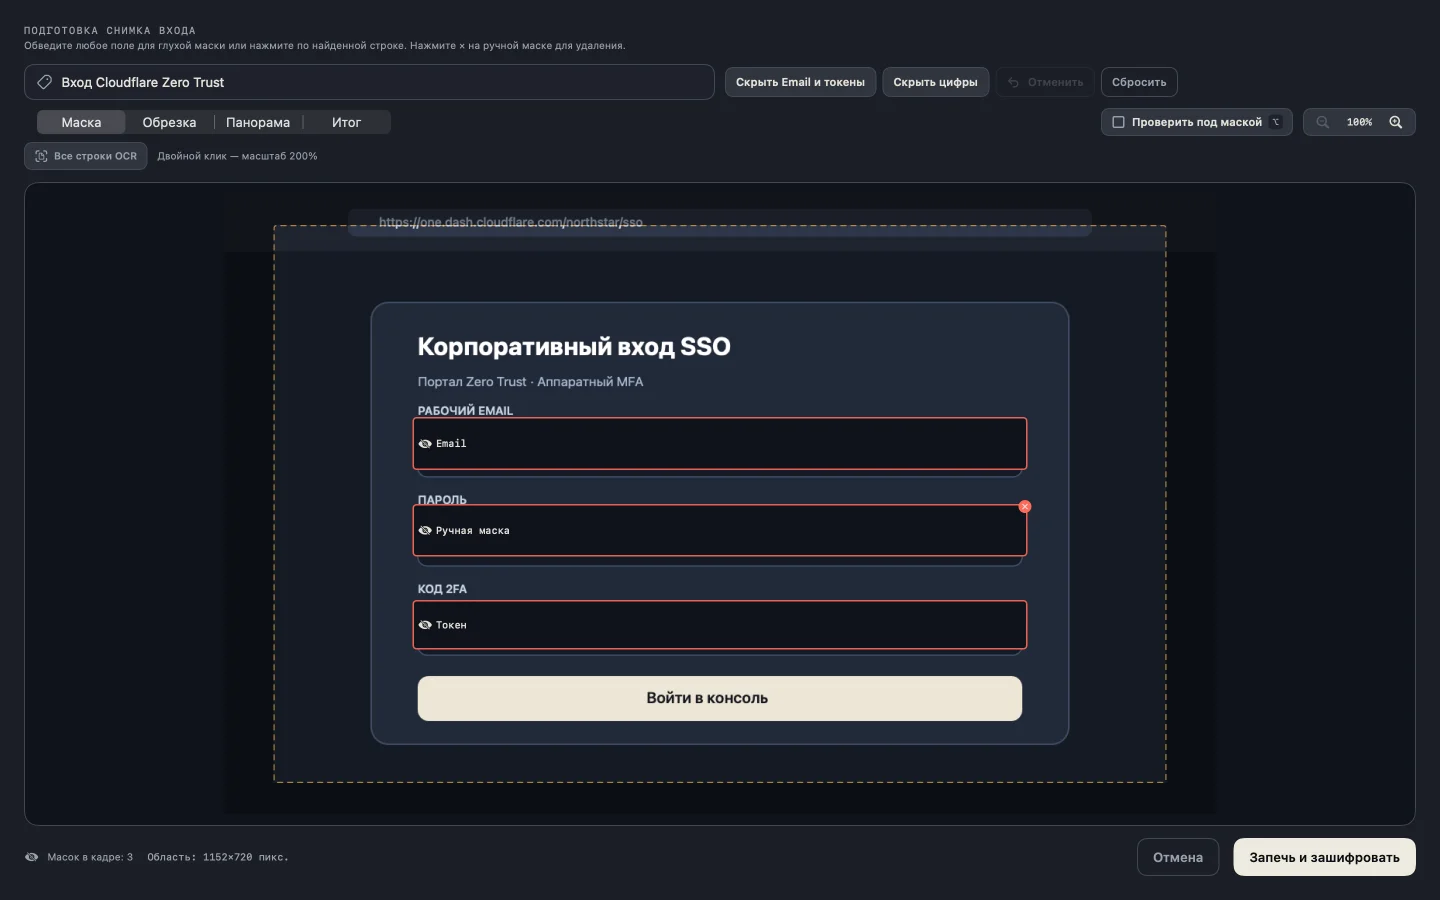 ПОДГОТОВКА СНИМКА ВХОДА
Обведите любое поле для глухой маски или нажмите по найденной строке. Нажмите × на ручной маске для удаления.
Вход Cloudflare Zero Trust
Скрыть Email и токены
Скрыть цифры
Отменить
Сбросить
Маска
Обрезка
Панорама
Итог
Проверить под маской ⌥
100%
Все строки OCR
Двойной клик — масштаб 200%
https://one.dash.cloudflare.com/northstar/sso
Корпоративный вход SSO
Портал Zero Trust · Аппаратный MFA
РАБОЧИЙ EMAIL
Email
ПАРОЛЬ
Ручная маска
КОД 2FA
Токен
Войти в консоль
Масок в кадре: 3
Область: 1152×720 пикс.
Отмена
Запечь и зашифровать